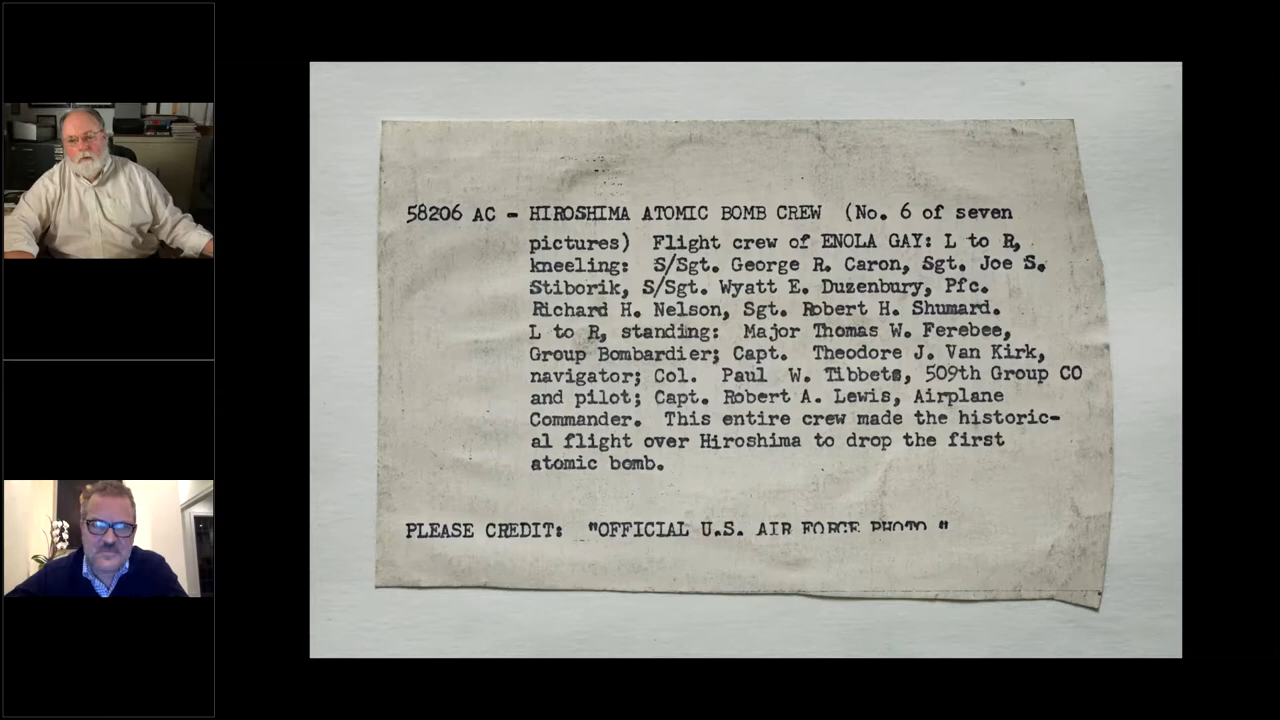 58206 AC - HIROSHIMA ATOMIC BOMB CREW (No. 6 of seven
pictures) Flight crew of ENOLA GAY: L to R,
kneeling: S/Sgt. George R. Caron, Sgt. Joe S.
Stiborik, S/Sgt. Wyatt E. Duzenbury, Pfc.
Richard H. Nelson, Sgt. Robert H. Shumard.
L to R, standing: Major Thomas W. Ferebee,
Group Bombardier; Capt. Theodore J. Van Kirk,
navigator; Col. Paul W. Tibbets, 509th Group CO
and pilot; Capt. Robert A. Lewis, Airplane
Commander. This entire crew made the historic-
al flight over Hiroshima to drop the first
atomic bomb.
PLEASE CREDIT: "OFFICIAL U.S. AIR FORCE PHOTO "